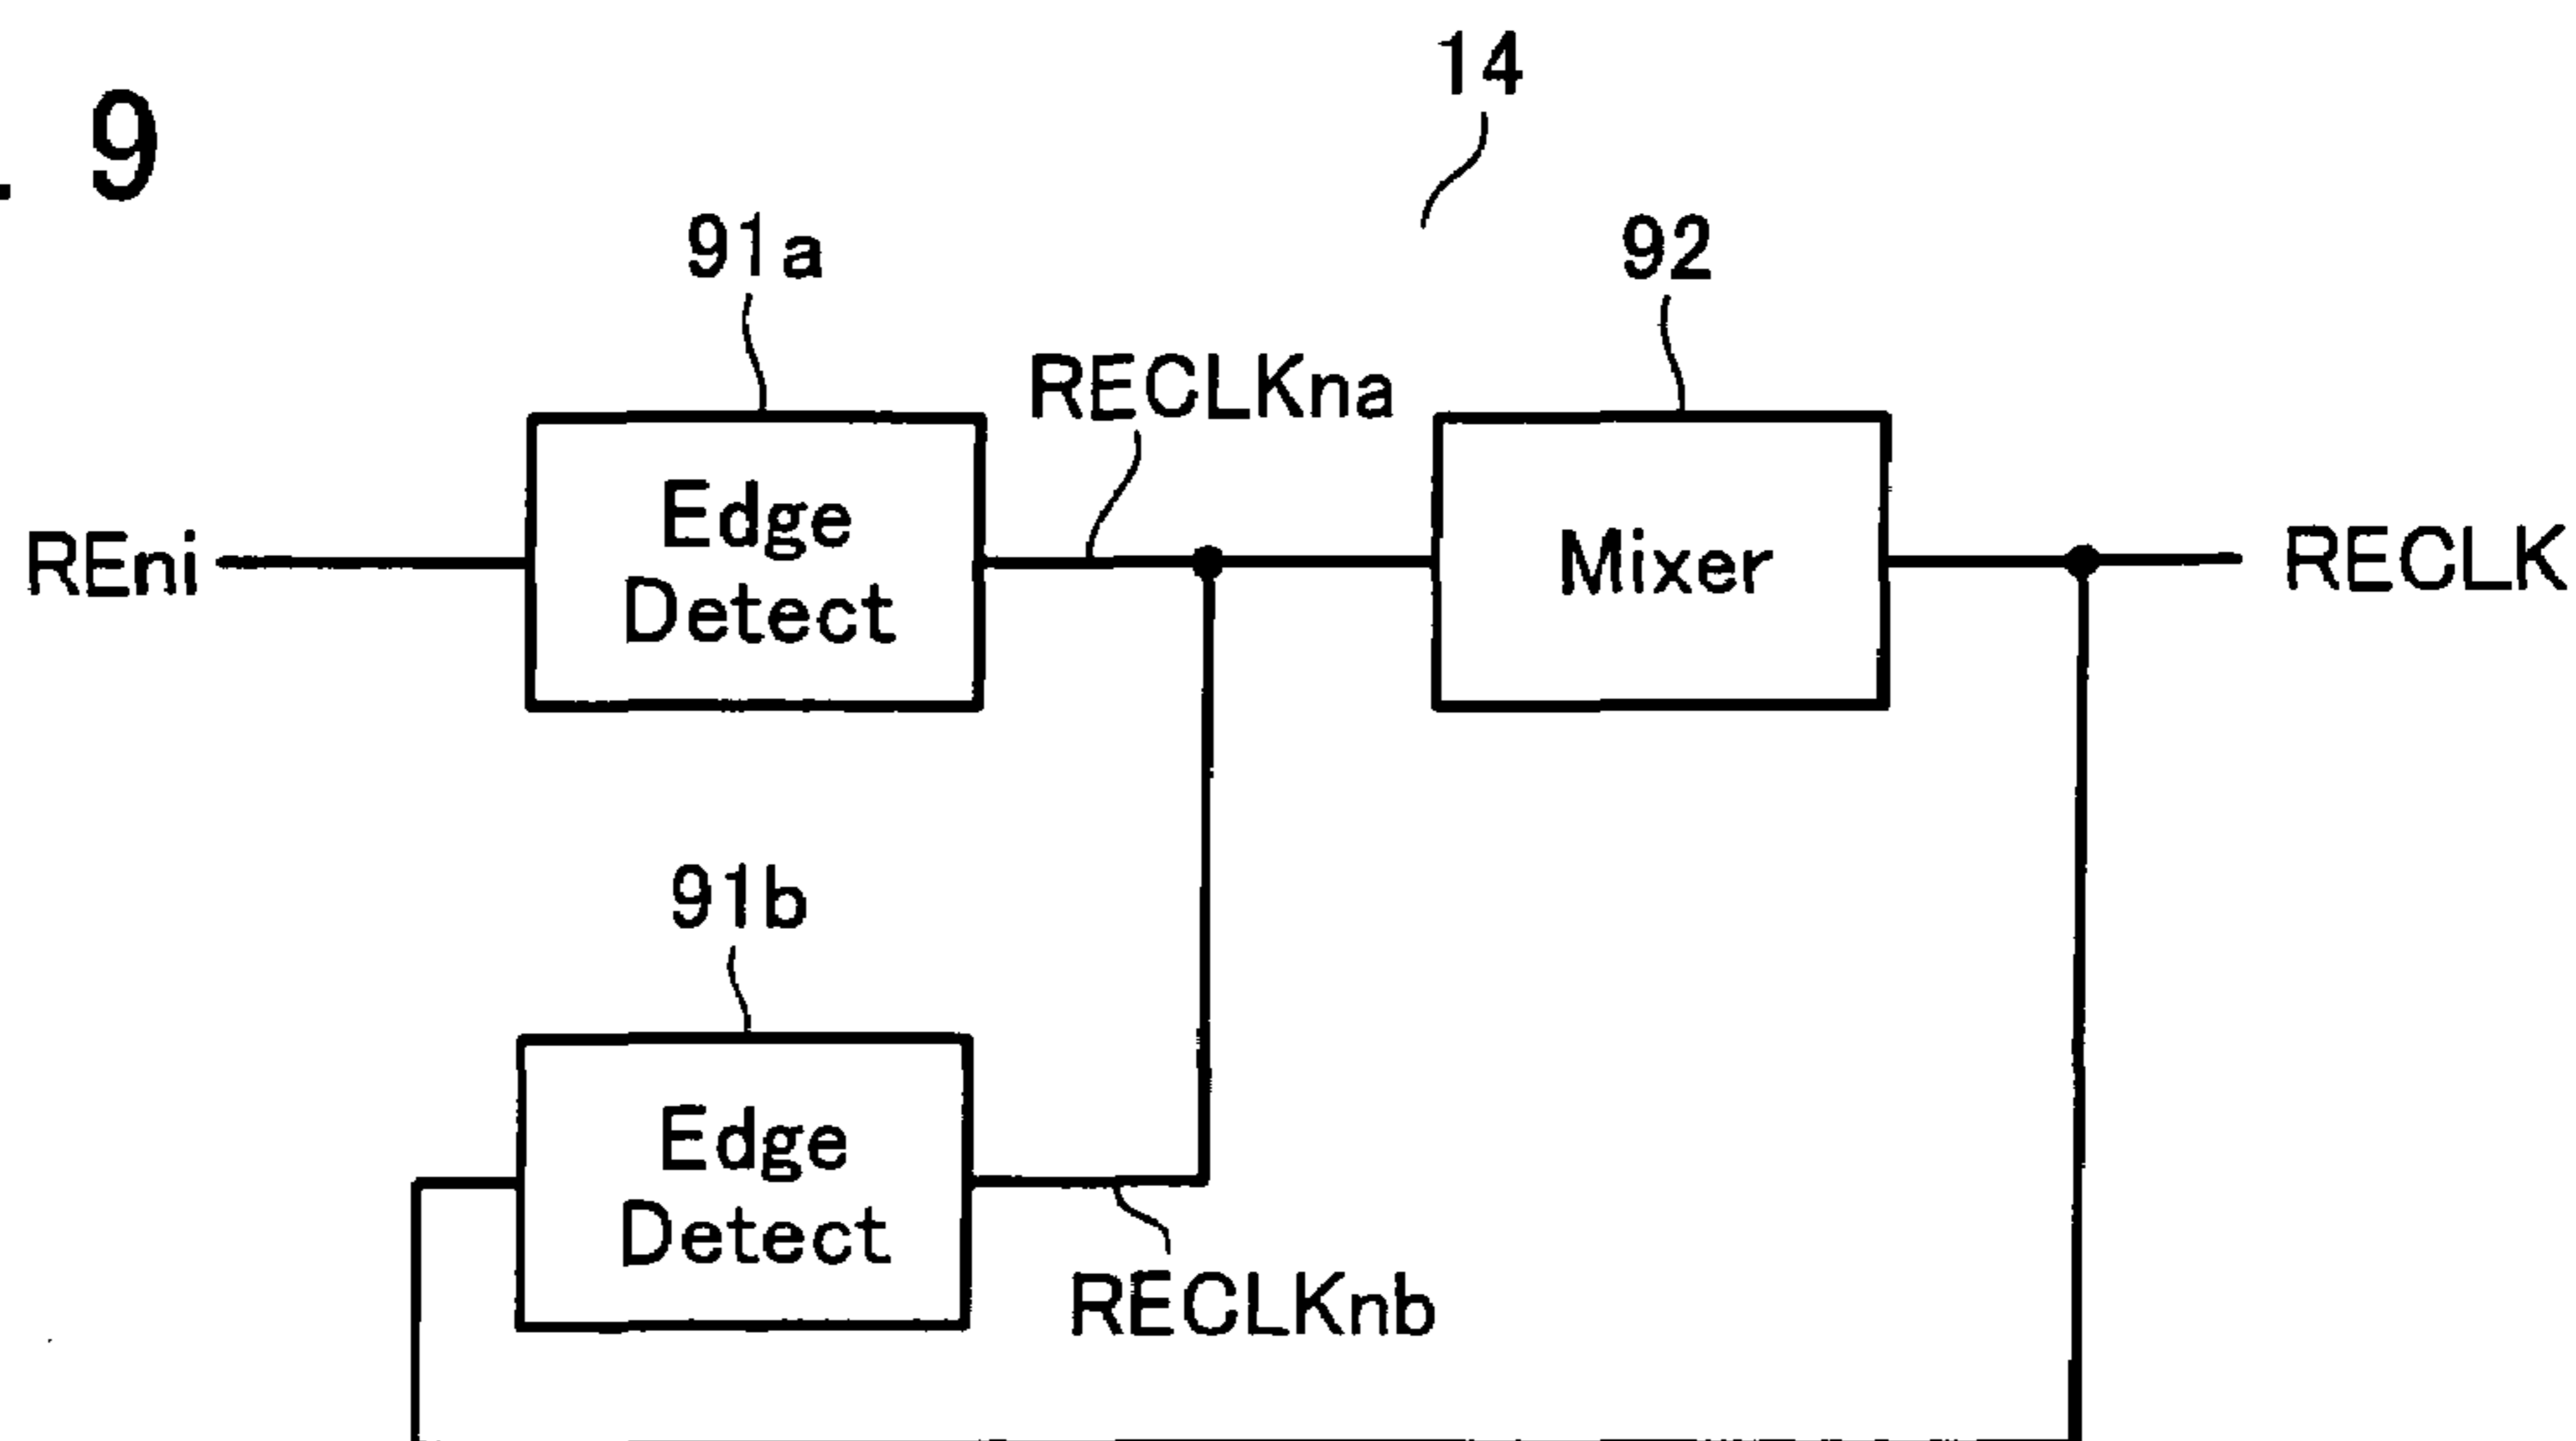 . 9
14
91a
92
RECLKna
REni
Edge
Detect
Mixer
RECLK
91b
Edge
Detect
RECLKnb